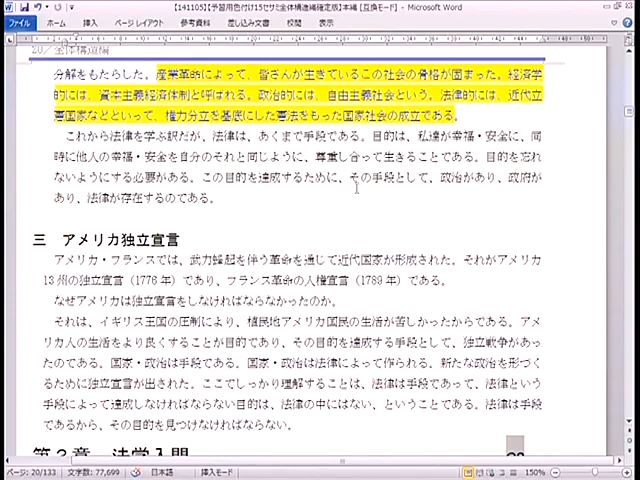 【141105】【予習用色付け15ゼミ全体構造編確定版】本編 [互換モード] - Microsoft Word
ファイル ホーム 挿入 ページ レイアウト 参考資料 差し込み文書 校閲 表示
20／全体構造編
分解をもたらした。産業革命によって、皆さんが生きているこの社会の骨格が固まった。経済学
的には、資本主義経済体制と呼ばれる。政治的には、自由主義社会という。法律的には、近代立
憲国家などといって、権力分立を基底にした憲法をもった国家社会の成立である。
これから法律を学ぶ訳だが、法律は、あくまで手段である。目的は、私達が幸福・安全に、同
時に他人の幸福・安全を自分のそれと同じように、尊重し合って生きることである。目的を忘れ
ないようにする必要がある。この目的を達成するために、その手段として、政治があり、政府が
あり、法律が存在するのである。
三 アメリカ独立宣言
アメリカ・フランスでは、武力蜂起を伴う革命を通じて近代国家が形成された。それがアメリカ
13 州の独立宣言（1776 年）であり、フランス革命の人権宣言（1789 年）である。
なぜアメリカは独立宣言をしなければならなかったのか。
それは、イギリス王国の圧制により、植民地アメリカ国民の生活が苦しかったからである。アメ
リカ人の生活をより良くすることが目的であり、その目的を達成する手段として、独立戦争があっ
たのである。国家・政治は手段である。国家・政治は法律によって作られる。新たな政治を形づく
るために独立宣言が出された。ここでしっかり理解することは、法律は手段であって、法律という
手段によって達成しなければならない目的は、法律の中にはない、ということである。法律は手段
であるから、その目的を見つけなければならない。
第２章 法学入門
ページ: 20/133 文字数: 77,699 日本語 挿入モード 150%